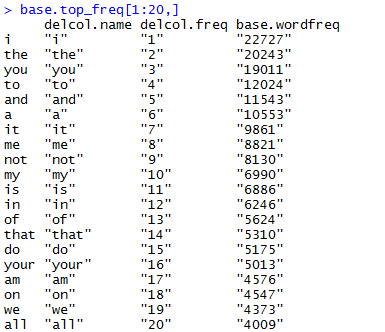 > base.top_freq[1:20,]
delcol.name delcol.freq base.wordfreq
i "i" "1" "22727"
the "the" "2" "20243"
you "you" "3" "19011"
to "to" "4" "12024"
and "and" "5" "11543"
a "a" "6" "10553"
it "it" "7" "9861"
me "me" "8" "8821"
not "not" "9" "8130"
my "my" "10" "6990"
is "is" "11" "6886"
in "in" "12" "6246"
of "of" "13" "5624"
that "that" "14" "5310"
do "do" "15" "5175"
your "your" "16" "5013"
am "am" "17" "4576"
on "on" "18" "4547"
we "we" "19" "4373"
all "all" "20" "4009"